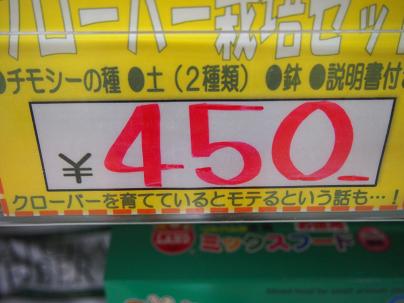 クローバー栽培セット
●チモシーの種 ●土（2種類） ●鉢 ●説明書付
¥450
クローバーを育てているとモテるという話も…！
ミックスフード